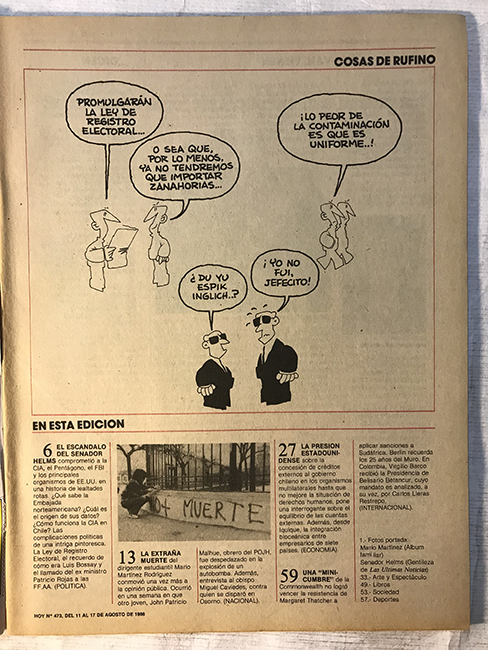 COSAS DE RUFINO
PROMULGARÁN
LA LEY DE
REGISTRO
ELECTORAL...
O SEA QUE,
POR LO MENOS,
YA NO TENDREMOS
QUE IMPORTAR
ZANAHORIAS...
¡LO PEOR DE
LA CONTAMINACIÓN
ES QUE ES
UNIFORME..!
¿DU YU
ESPIK
INGLICH..?
¡YO NO
FUI,
JEFECITO!
EN ESTA EDICION
6 EL ESCANDALO
DEL SENADOR
HELMS comprometió a la
CIA, el Pentágono, el FBI
y los principales
organismos de EE.UU. en
una historia de lealtades
rotas. ¿Qué sabe la
Embajada
norteamericana? ¿Cuál es
el origen de sus datos?
¿Cómo funciona la CIA en
Chile? Las
complicaciones políticas
de una intriga pintoresca.
La Ley de Registro
Electoral, el recuerdo de
cómo era Luis Bossay y
el llamado de ex ministro
Patricio Rojas a las
FF.AA. (POLITICA).
MUERTE
13 LA EXTRAÑA
MUERTE del
dirigente estudiantil Mario
Martínez Rodríguez
conmovió una vez más a
la opinión pública. Ocurrió
en una semana en que
otro joven, John Patricio
Malhue, obrero del POJH,
fue despedazado en la
explosión de un
autobomba. Además,
entrevista al obispo
Miguel Caviedes, contra
quien se disparó en
Osorno. (NACIONAL).
27 LA PRESION
ESTADOUNI-
DENSE sobre la
concesión de créditos
externos al gobierno
chileno en los organismos
multilaterales hasta que
no mejore la situación de
derechos humanos, pone
una interrogante sobre el
equilibrio de las cuentas
externas. Además, desde
Iquique, la integración
biocéanica entre
empresarios de siete
países. (ECONOMIA).
59 UNA "MINI-
CUMBRE" de la
Commonwealth no logró
vencer la resistencia de
Margaret Thatcher a
aplicar sanciones a
Sudáfrica. Berlín recuerda
los 25 años del Muro. En
Colombia, Virgilio Barco
recibió la Presidencia de
Belisario Betancur, cuyo
mandato es analizado, a
su vez, por Carlos Lleras
Restrepo.
(INTERNACIONAL).
1.- Fotos portada:
Mario Martínez (Album
familiar)
Senador Helms (Gentileza
de Las Ultimas Noticias)
33.- Arte y Espectáculo
49.- Libros
53.- Sociedad
57.- Deportes
HOY Nº 473, DEL 11 AL 17 DE AGOSTO DE 1986